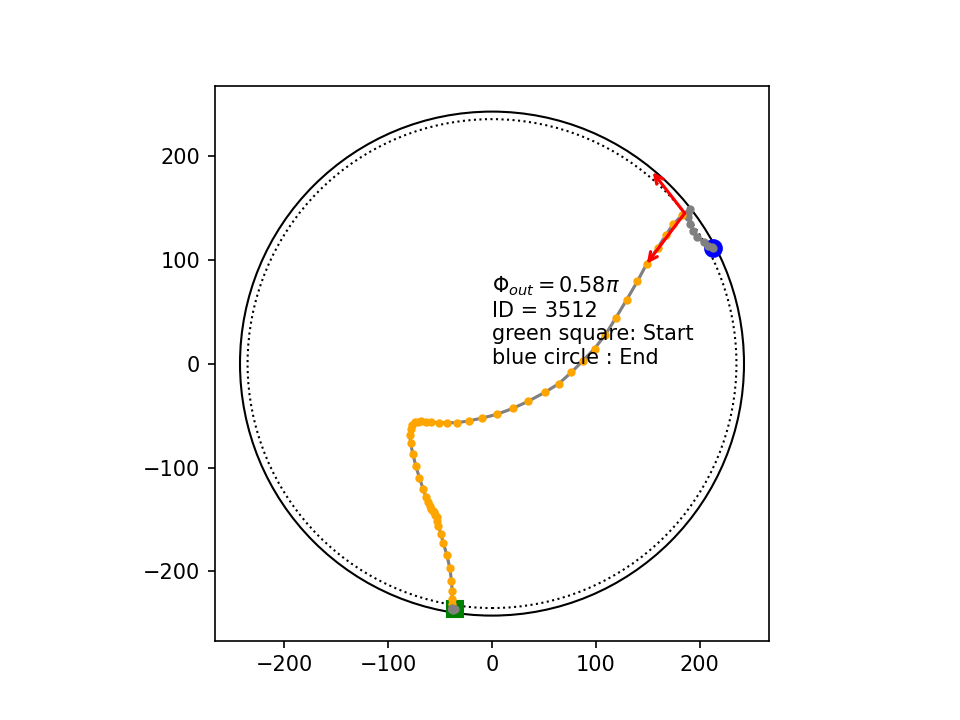 200
100
0
−100
−200
Φout = 0.58π
ID = 3512
green square: Start
blue circle : End
−200
−100
0
100
200